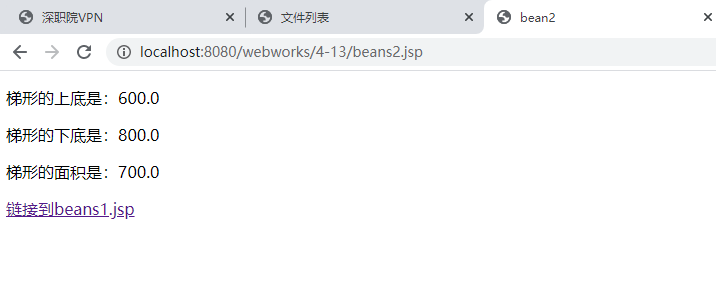 深职院VPN 文件列表 bean2
localhost:8080/webworks/4-13/beans2.jsp
梯形的上底是：600.0
梯形的下底是：800.0
梯形的面积是：700.0
链接到beans1.jsp